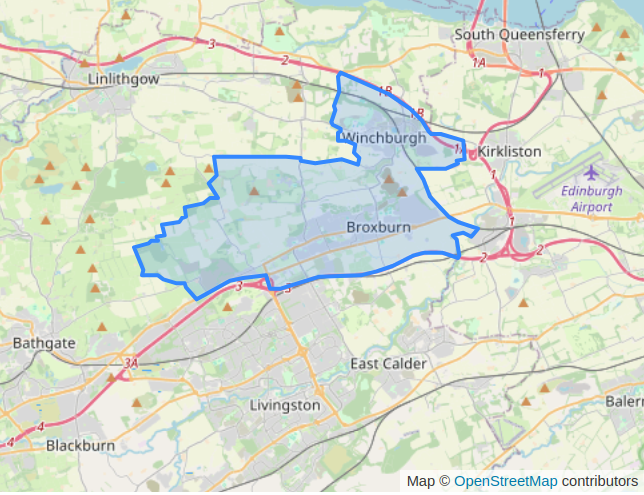 South Queensferry
3
2
1A
1
Linlithgow
1B
1B
Winchburgh
1A
Kirkliston
1
Edinburgh
Airport
1
Broxburn
2
2
3
3
Bathgate
3A
East Calder
Livingston
Balern
4
4
Blackburn
Map © OpenStreetMap contributors